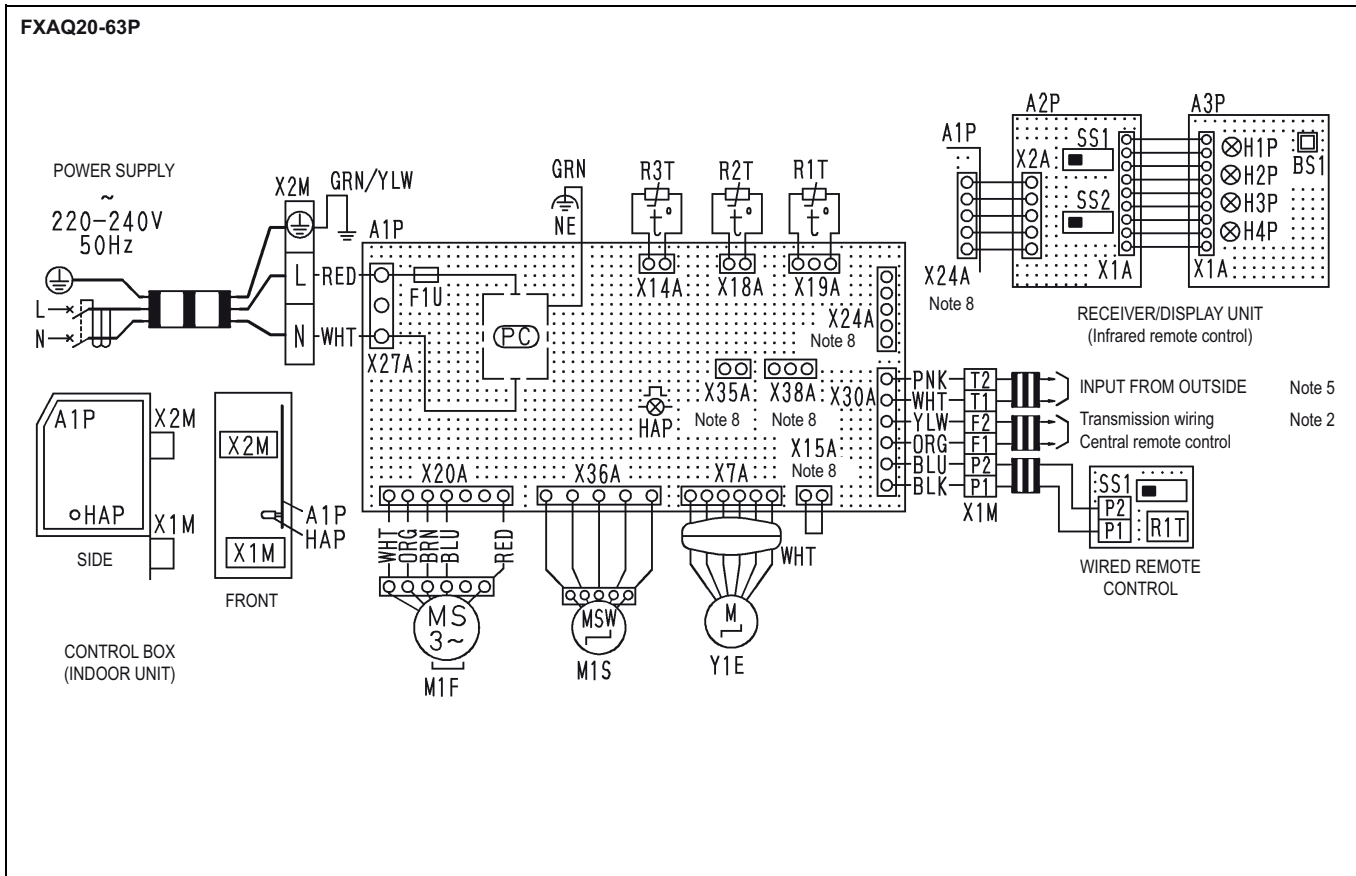 FXAQ20-63P
POWER SUPPLY
~
220-240V
50Hz
L
N
X2M
GRN/YLW
L
N
RED
WHT
A1P
X27A
F1U
PC
GRN
NE
R3T
t°
X14A
R2T
t°
X18A
R1T
t°
X19A
X24A
Note 8
X35A
Note 8
X38A
Note 8
HAP
X30A
X15A
Note 8
X20A
X36A
X7A
WHT
ORG
BRN
BLU
RED
MS
3~
M1F
MSW
M1S
M
Y1E
WHT
PNK T2
WHT T1
YLW F2
ORG F1
BLU P2
BLK P1
X1M
INPUT FROM OUTSIDE Note 5
Transmission wiring Note 2
Central remote control
SS1
P2
P1
R1T
WIRED REMOTE
CONTROL
A1P
X24A
Note 8
A2P
X2A
SS1
SS2
X1A
A3P
H1P
H2P
H3P
H4P
BS1
X1A
RECEIVER/DISPLAY UNIT
(Infrared remote control)
A1P
X2M
HAP
X1M
SIDE
X2M
A1P
HAP
X1M
FRONT
CONTROL BOX
(INDOOR UNIT)